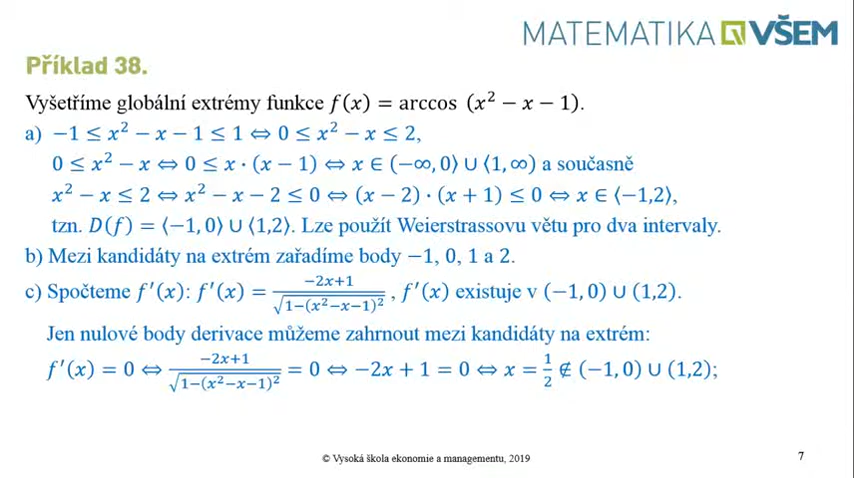 MATEMATIKA VŠEM
Příklad 38.
Vyšetříme globální extrémy funkce f(x) = arccos (x² − x − 1).
a) −1 ≤ x² − x − 1 ≤ 1 ⇔ 0 ≤ x² − x ≤ 2,
0 ≤ x² − x ⇔ 0 ≤ x · (x − 1) ⇔ x ∈ (−∞, 0⟩ ∪ ⟨1, ∞) a současně
x² − x ≤ 2 ⇔ x² − x − 2 ≤ 0 ⇔ (x − 2) · (x + 1) ≤ 0 ⇔ x ∈ ⟨−1,2⟩,
tzn. D(f) = ⟨−1, 0⟩ ∪ ⟨1,2⟩. Lze použít Weierstrassovu větu pro dva intervaly.
b) Mezi kandidáty na extrém zařadíme body −1, 0, 1 a 2.
c) Spočteme f′(x): f′(x) = (−2x+1)/√(1−(x²−x−1)²), f′(x) existuje v (−1, 0) ∪ (1,2).
Jen nulové body derivace můžeme zahrnout mezi kandidáty na extrém:
f′(x) = 0 ⇔ (−2x+1)/√(1−(x²−x−1)²) = 0 ⇔ −2x + 1 = 0 ⇔ x = 1/2 ∉ (−1, 0) ∪ (1,2);
© Vysoká škola ekonomie a managementu, 2019
7